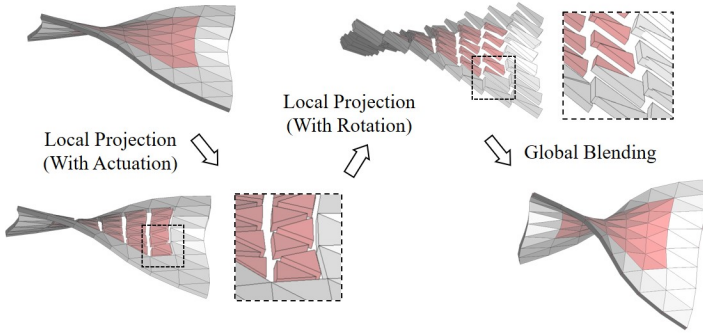 Local Projection
(With Actuation)
Local Projection
(With Rotation)
Global Blending